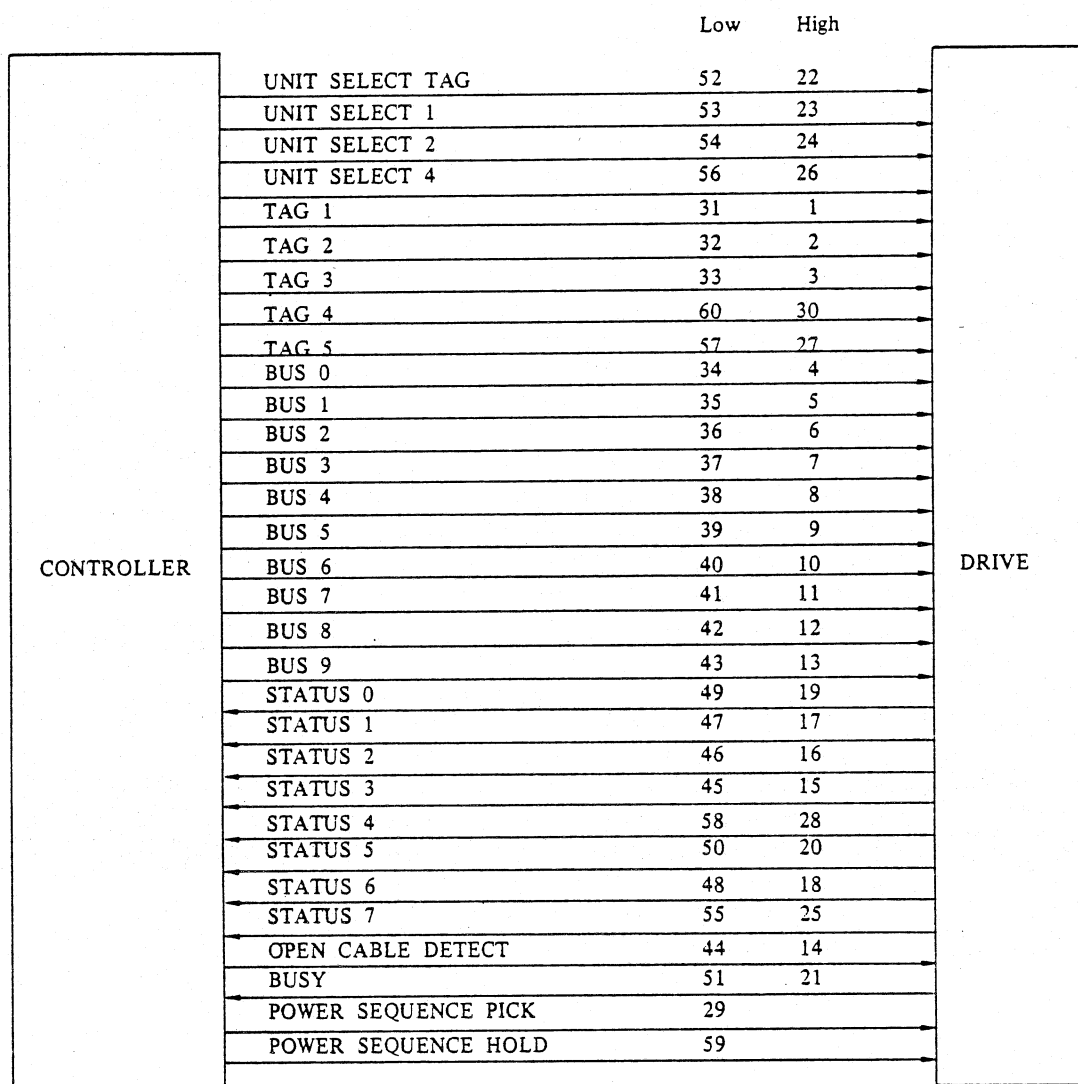 Low High
UNIT SELECT TAG 52 22
UNIT SELECT 1 53 23
UNIT SELECT 2 54 24
UNIT SELECT 4 56 26
TAG 1 31 1
TAG 2 32 2
TAG 3 33 3
TAG 4 60 30
TAG 5 57 27
BUS 0 34 4
BUS 1 35 5
BUS 2 36 6
BUS 3 37 7
BUS 4 38 8
BUS 5 39 9
CONTROLLER BUS 6 40 10 DRIVE
BUS 7 41 11
BUS 8 42 12
BUS 9 43 13
STATUS 0 49 19
STATUS 1 47 17
STATUS 2 46 16
STATUS 3 45 15
STATUS 4 58 28
STATUS 5 50 20
STATUS 6 48 18
STATUS 7 55 25
OPEN CABLE DETECT 44 14
BUSY 51 21
POWER SEQUENCE PICK 29
POWER SEQUENCE HOLD 59